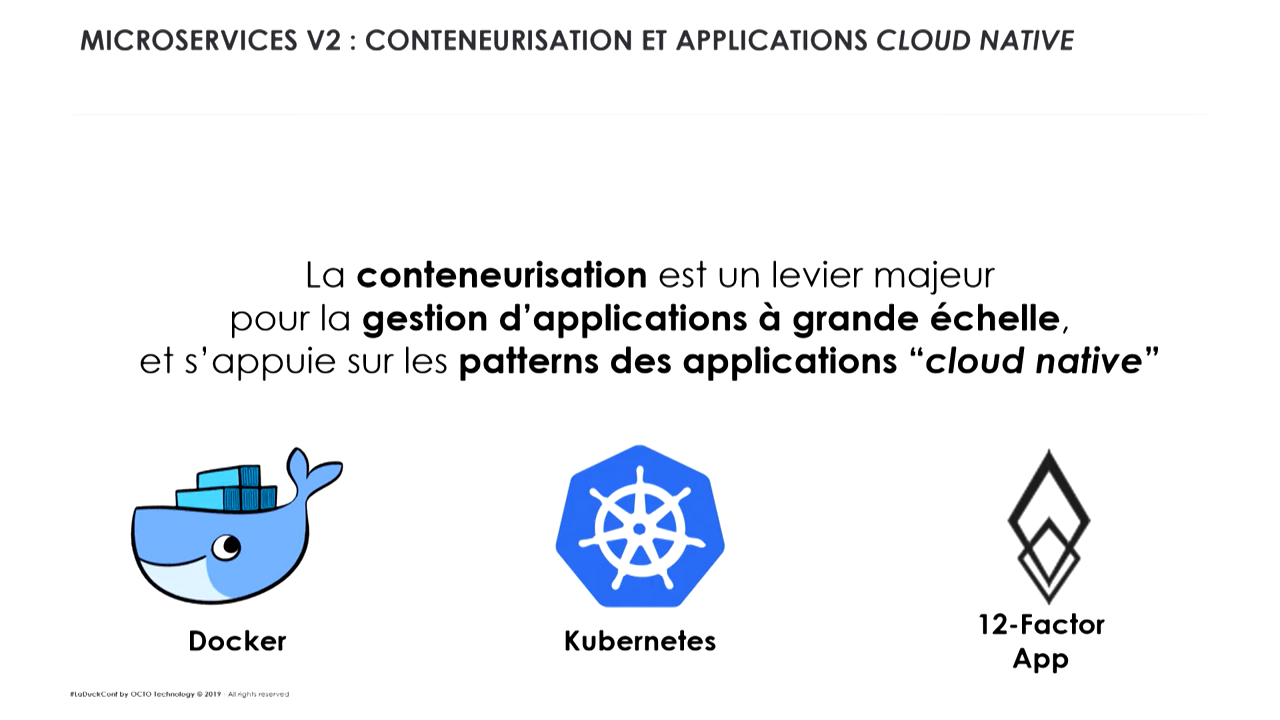 MICROSERVICES V2 : CONTENEURISATION ET APPLICATIONS CLOUD NATIVE
La conteneurisation est un levier majeur
pour la gestion d’applications à grande échelle,
et s’appuie sur les patterns des applications “cloud native”
Docker
Kubernetes
12-Factor
App
#LaDuckConf by OCTO Technology © 2019 - All rights reserved